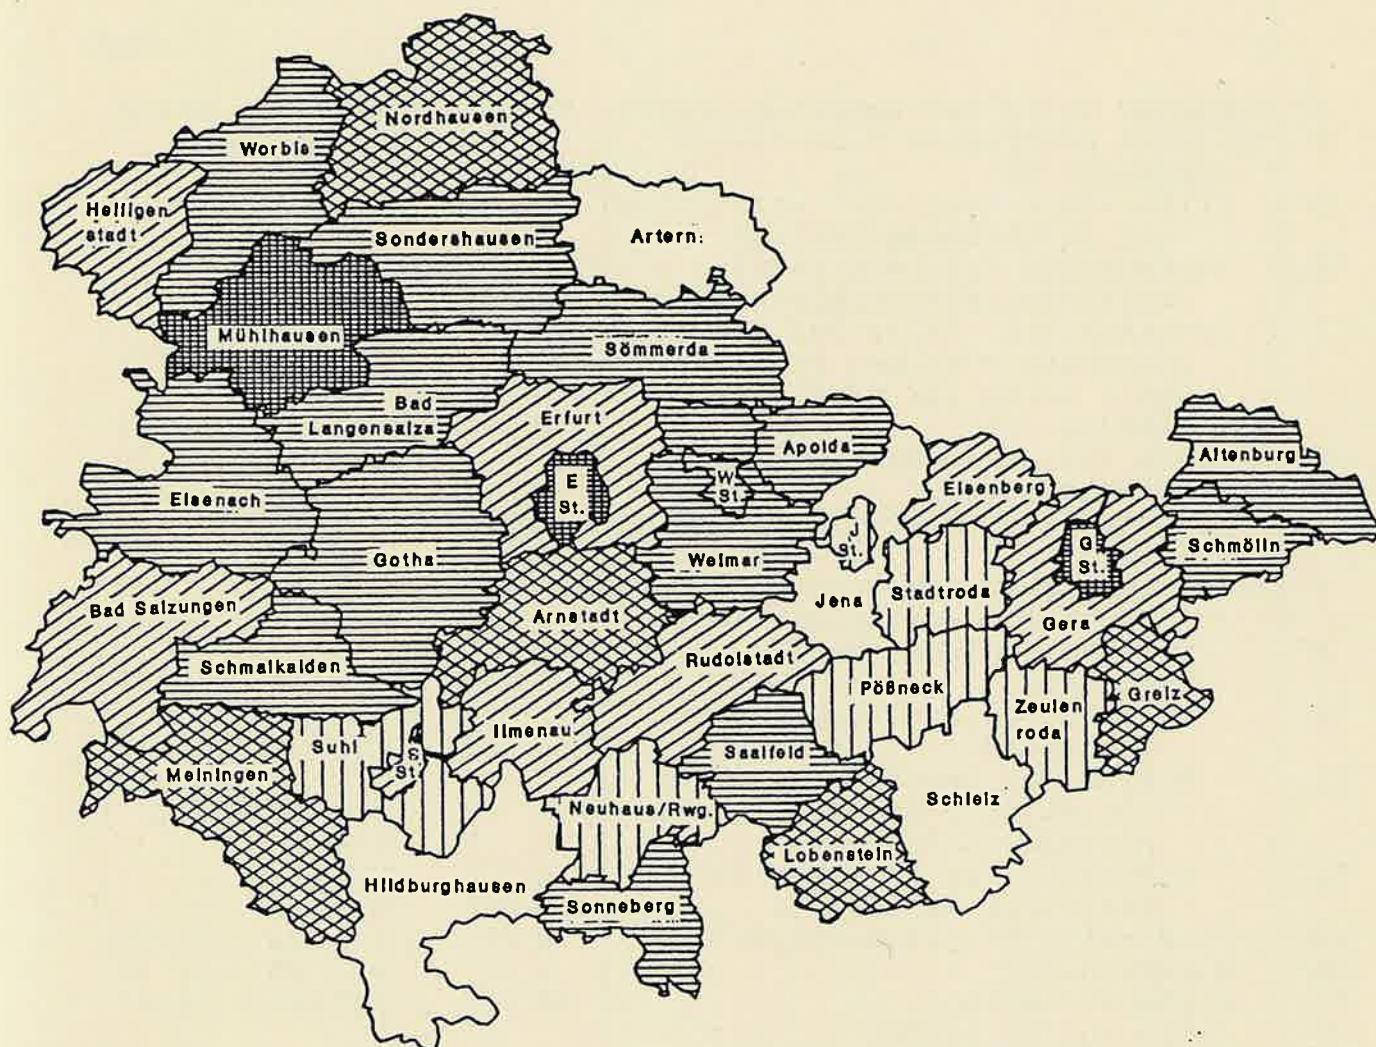 Nordhausen
Worbis
Heiligen
stadt
Sondershausen
Artern:
Mühlhausen
Sömmerda
Bad
Langensalza
Erfurt
Apolda
Altenburg
Eisenach
E
St.
W
St.
Eisenberg
Gotha
Weimar
J
St.
G
St.
Schmölln
Bad Salzungen
Arnstadt
Jena
Stadtroda
Gera
Schmalkalden
Rudolstadt
Pößneck
Zeulen
roda
Greiz
Suhl
S
St.
Ilmenau
Saalfeld
Meiningen
Neuhaus/Rwg.
Schleiz
Lobenstein
Hildburghausen
Sonneberg